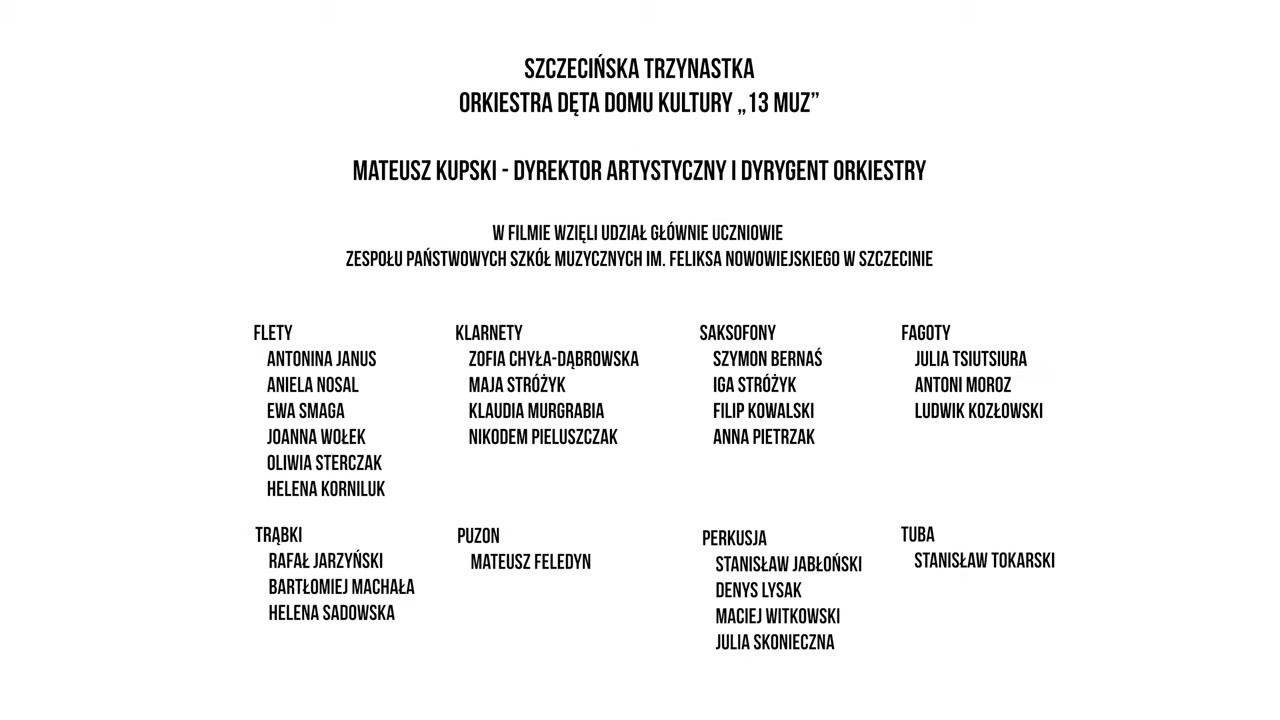 SZCZECIŃSKA TRZYNASTKA
ORKIESTRA DĘTA DOMU KULTURY „13 MUZ”
MATEUSZ KUPSKI - DYREKTOR ARTYSTYCZNY I DYRYGENT ORKIESTRY
W FILMIE WZIĘLI UDZIAŁ GŁÓWNIE UCZNIOWIE
ZESPOŁU PAŃSTWOWYCH SZKÓŁ MUZYCZNYCH IM. FELIKSA NOWOWIEJSKIEGO W SZCZECINIE
FLETY
ANTONINA JANUS
ANIELA NOSAL
EWA SMAGA
JOANNA WOŁEK
OLIWIA STERCZAK
HELENA KORNILUK
KLARNETY
ZOFIA CHYŁA-DĄBROWSKA
MAJA STRÓŻYK
KLAUDIA MURGRABIA
NIKODEM PIELUSZCZAK
SAKSOFONY
SZYMON BERNAŚ
IGA STRÓŻYK
FILIP KOWALSKI
ANNA PIETRZAK
FAGOTY
JULIA TSIUTSIURA
ANTONI MOROZ
LUDWIK KOZŁOWSKI
TRĄBKI
RAFAŁ JARZYŃSKI
BARTŁOMIEJ MACHAŁA
HELENA SADOWSKA
PUZON
MATEUSZ FELEDYN
PERKUSJA
STANISŁAW JABŁOŃSKI
DENYS LYSAK
MACIEJ WITKOWSKI
JULIA SKONIECZNA
TUBA
STANISŁAW TOKARSKI